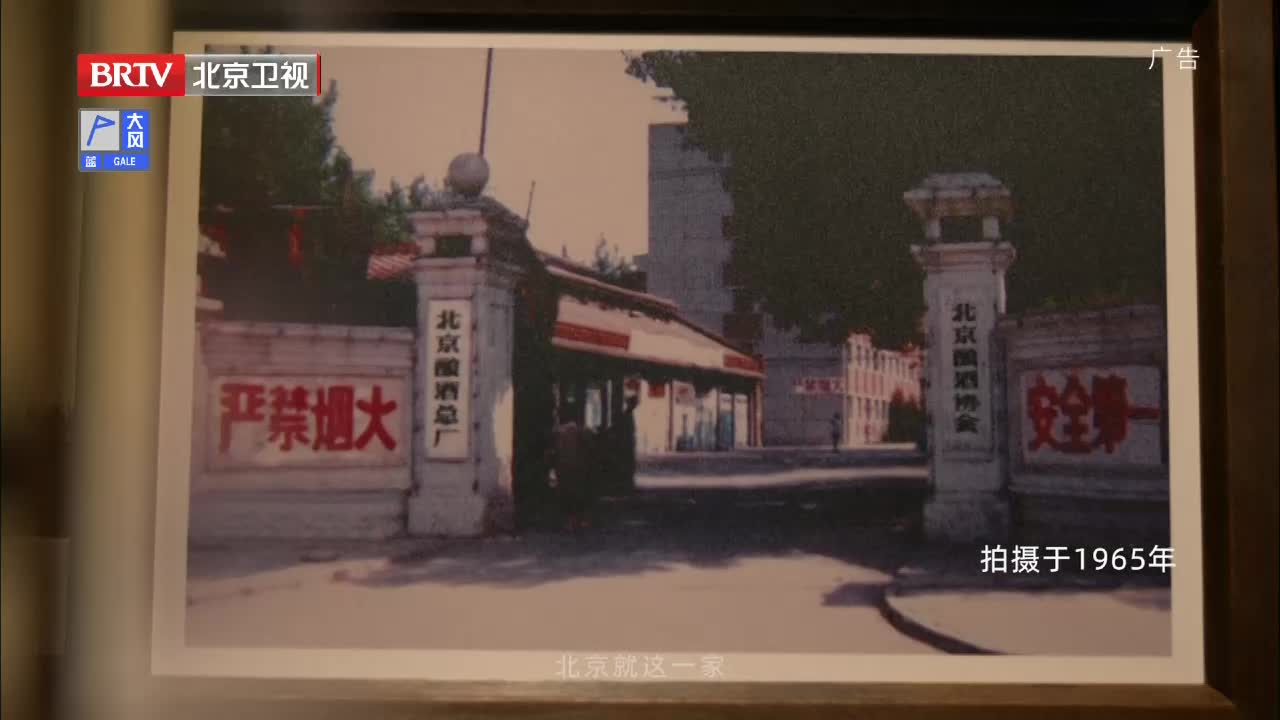 BRTV 北京卫视
广告
大风
蓝 GALE
北京酿酒总厂
北京酿酒协会
严禁烟火
安全第一
拍摄于1965年
北京就这一家